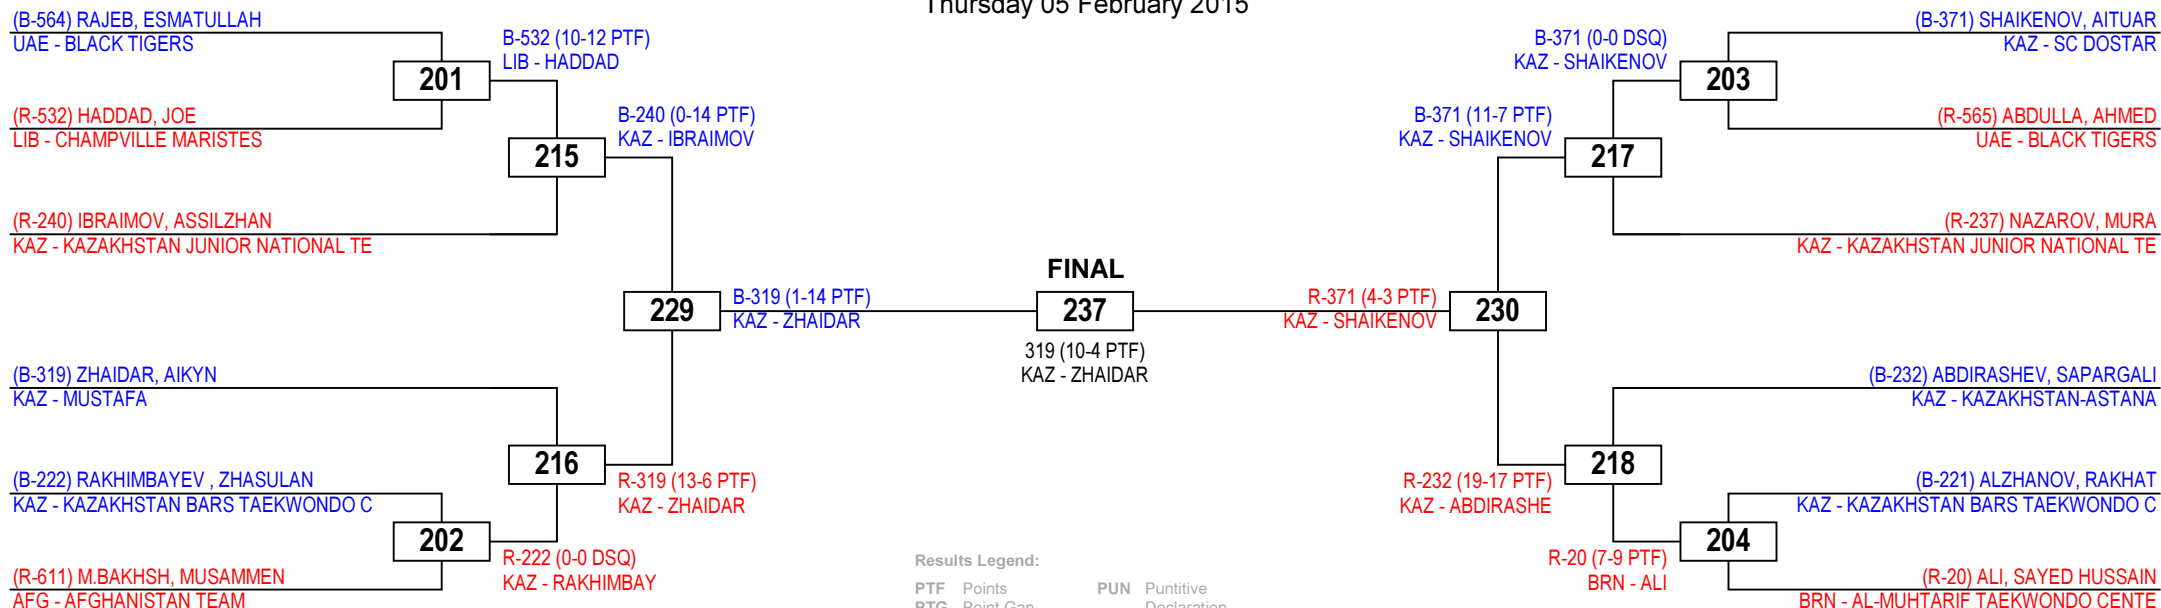 Thursday 05 February 2015
(B-564) RAJEB, ESMATULLAH
UAE - BLACK TIGERS
B-532 (10-12 PTF)
LIB - HADDAD
201
(R-532) HADDAD, JOE
LIB - CHAMPVILLE MARISTES
B-240 (0-14 PTF)
KAZ - IBRAIMOV
215
(R-240) IBRAIMOV, ASSILZHAN
KAZ - KAZAKHSTAN JUNIOR NATIONAL TE
229
B-319 (1-14 PTF)
KAZ - ZHAIDAR
(B-319) ZHAIDAR, AIKYN
KAZ - MUSTAFA
216
R-319 (13-6 PTF)
KAZ - ZHAIDAR
(B-222) RAKHIMBAYEV , ZHASULAN
KAZ - KAZAKHSTAN BARS TAEKWONDO C
202
R-222 (0-0 DSQ)
KAZ - RAKHIMBAY
(R-611) M.BAKHSH, MUSAMMEN
AFG - AFGHANISTAN TEAM
FINAL
237
319 (10-4 PTF)
KAZ - ZHAIDAR
(B-371) SHAIKENOV, AITUAR
KAZ - SC DOSTAR
B-371 (0-0 DSQ)
KAZ - SHAIKENOV
203
(R-565) ABDULLA, AHMED
UAE - BLACK TIGERS
B-371 (11-7 PTF)
KAZ - SHAIKENOV
217
(R-237) NAZAROV, MURA
KAZ - KAZAKHSTAN JUNIOR NATIONAL TE
R-371 (4-3 PTF)
KAZ - SHAIKENOV
230
(B-232) ABDIRASHEV, SAPARGALI
KAZ - KAZAKHSTAN-ASTANA
R-232 (19-17 PTF)
KAZ - ABDIRASHE
218
(B-221) ALZHANOV, RAKHAT
KAZ - KAZAKHSTAN BARS TAEKWONDO C
R-20 (7-9 PTF)
BRN - ALI
204
(R-20) ALI, SAYED HUSSAIN
BRN - AL-MUHTARIF TAEKWONDO CENTE
Results Legend:
PTF Points PUN Puntitive
PTG Point Gap Declaration